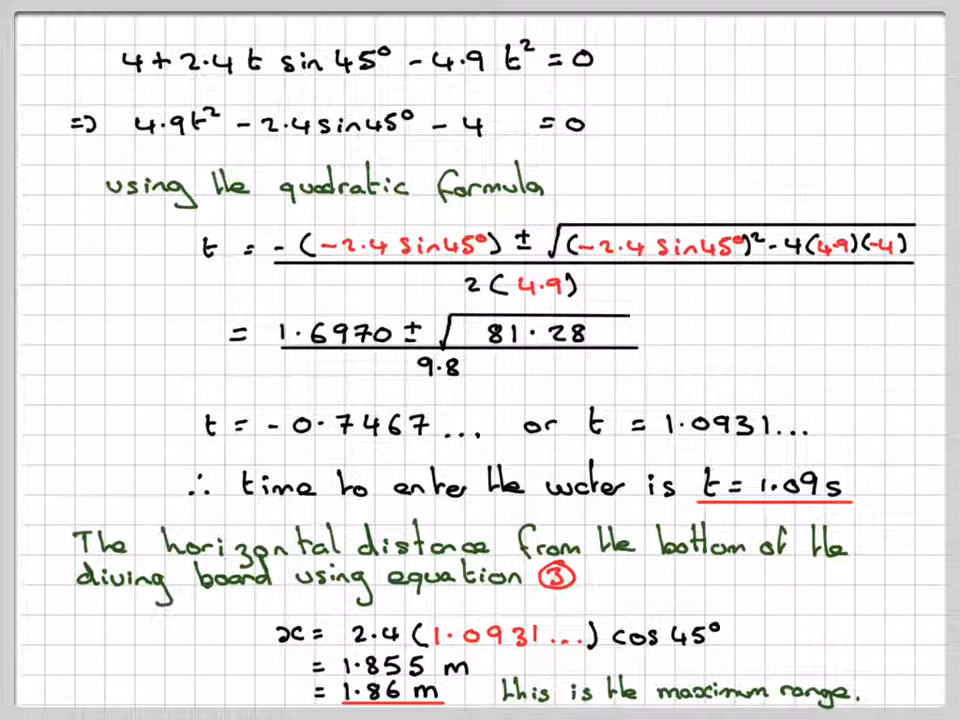 4 + 2.4 t sin 45° - 4.9 t² = 0
=> 4.9t² - 2.4 sin45° - 4 = 0
using the quadratic formula
t = -(-2.4 sin45°) ± √(-2.4 sin45°)² - 4(4.9)(-4)
2(4.9)
= 1.6970 ± √81.28
9.8
t = -0.7467... or t = 1.0931...
∴ time to enter the water is t = 1.09s
The horizontal distance from the bottom of the
diving board using equation ③
x = 2.4 (1.0931...) cos 45°
= 1.855 m
= 1.86 m this is the maximum range.